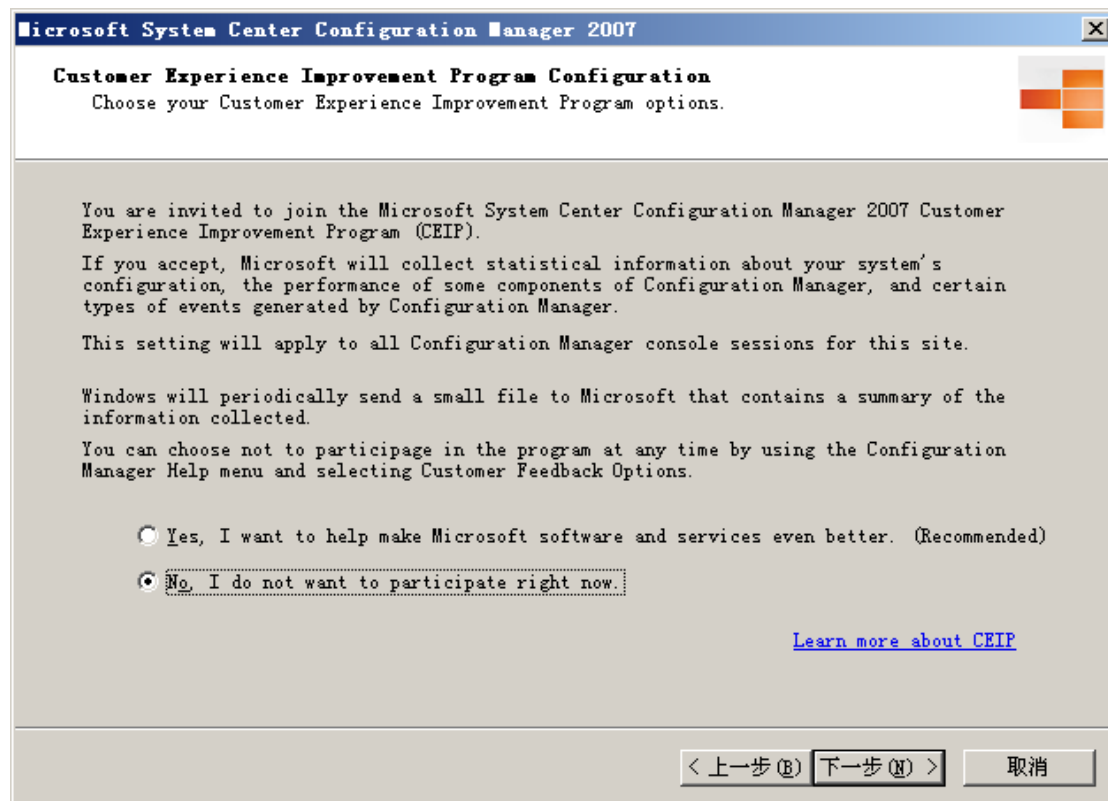 Microsoft System Center Configuration Manager 2007
Customer Experience Improvement Program Configuration
Choose your Customer Experience Improvement Program options.
You are invited to join the Microsoft System Center Configuration Manager 2007 Customer
Experience Improvement Program (CEIP).
If you accept, Microsoft will collect statistical information about your system's
configuration, the performance of some components of Configuration Manager, and certain
types of events generated by Configuration Manager.
This setting will apply to all Configuration Manager console sessions for this site.
Windows will periodically send a small file to Microsoft that contains a summary of the
information collected.
You can choose not to participage in the program at any time by using the Configuration
Manager Help menu and selecting Customer Feedback Options.
Yes, I want to help make Microsoft software and services even better. (Recommended)
No, I do not want to participate right now.
Learn more about CEIP
< 上一步(B) 下一步(N) > 取消